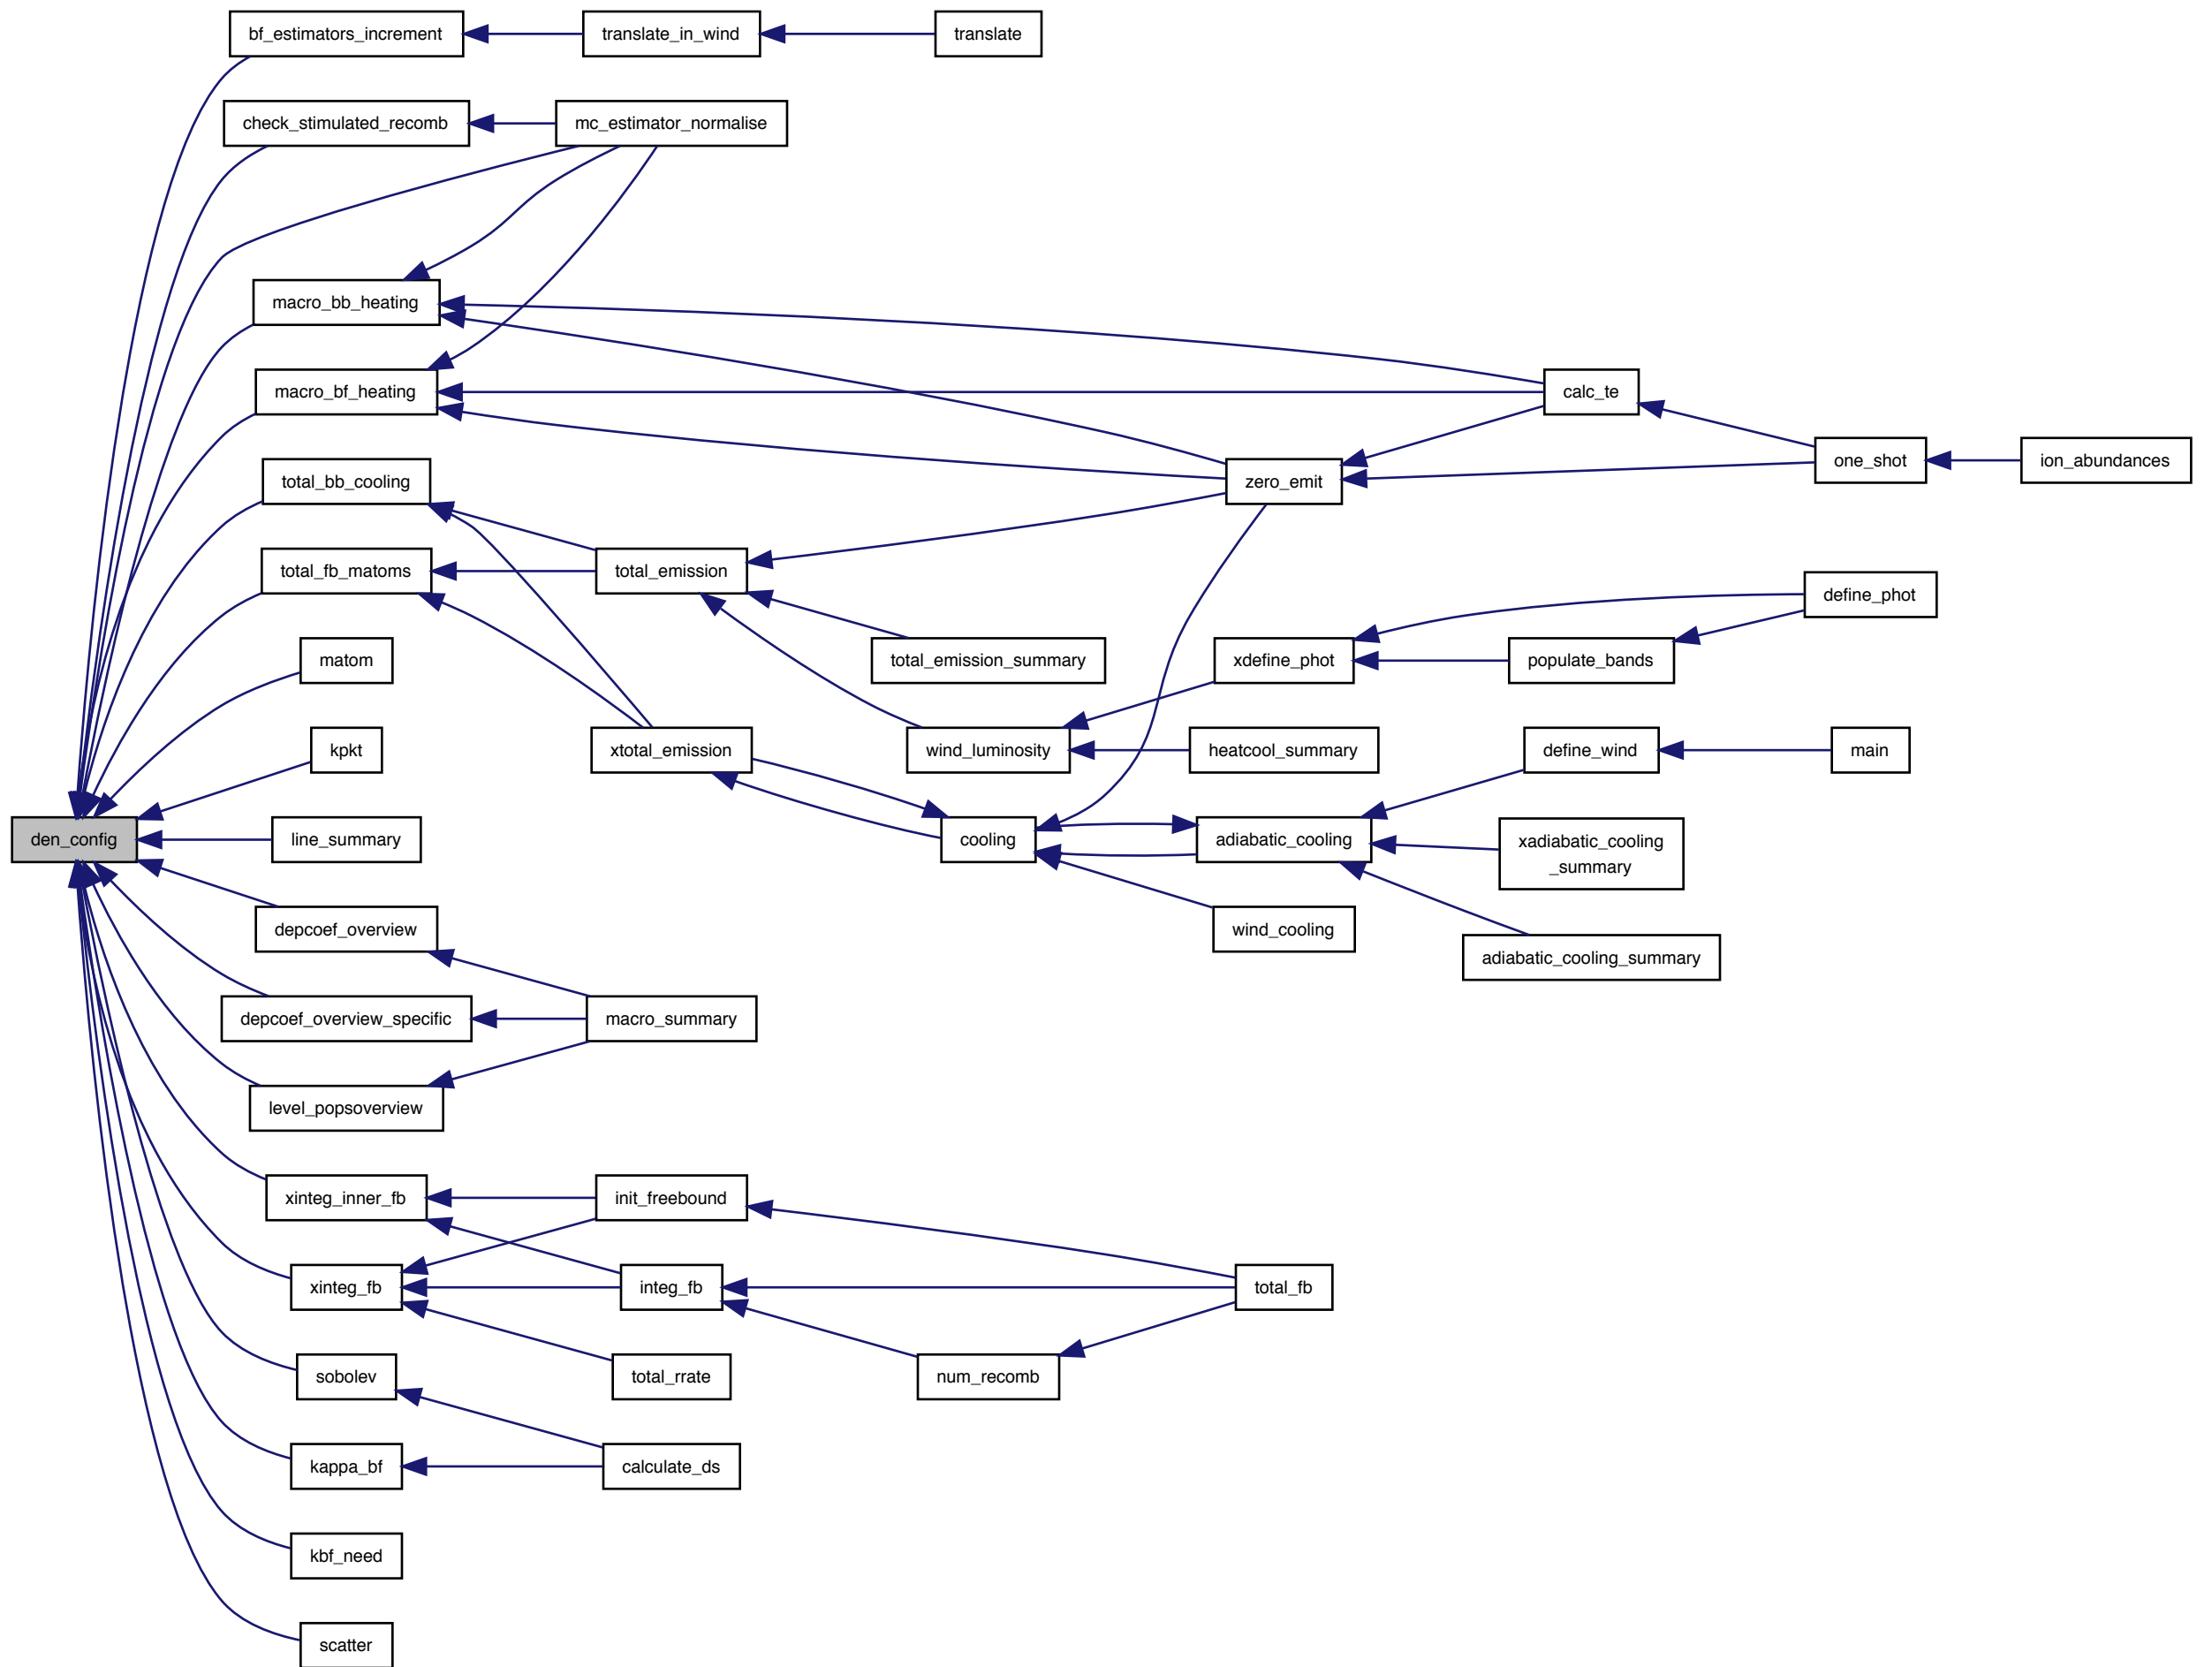 bf_estimators_increment
translate_in_wind
translate
check_stimulated_recomb
mc_estimator_normalise
macro_bb_heating
macro_bf_heating
calc_te
one_shot
ion_abundances
total_bb_cooling
zero_emit
total_fb_matoms
total_emission
define_phot
matom
total_emission_summary
xdefine_phot
populate_bands
kpkt
xtotal_emission
wind_luminosity
heatcool_summary
define_wind
main
den_config
line_summary
cooling
adiabatic_cooling
xadiabatic_cooling
_summary
depcoef_overview
wind_cooling
adiabatic_cooling_summary
depcoef_overview_specific
macro_summary
level_popsoverview
xinteg_inner_fb
init_freebound
xinteg_fb
integ_fb
total_fb
sobolev
total_rrate
num_recomb
kappa_bf
calculate_ds
kbf_need
scatter